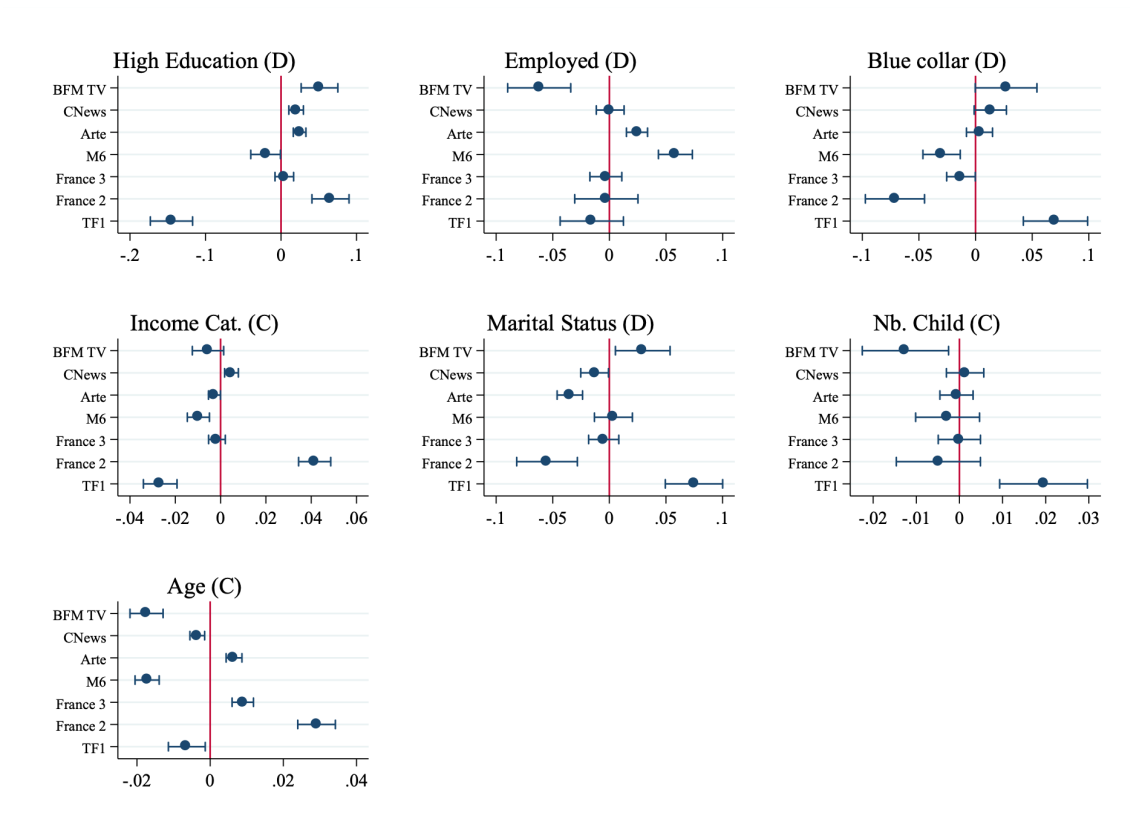 High Education (D)
BFM TV
CNews
Arte
M6
France 3
France 2
TF1
-.2 -.1 0 .1
Employed (D)
BFM TV
CNews
Arte
M6
France 3
France 2
TF1
-.1 -.05 0 .05 .1
Blue collar (D)
BFM TV
CNews
Arte
M6
France 3
France 2
TF1
-.1 -.05 0 .05 .1
Income Cat. (C)
BFM TV
CNews
Arte
M6
France 3
France 2
TF1
-.04 -.02 0 .02 .04 .06
Marital Status (D)
BFM TV
CNews
Arte
M6
France 3
France 2
TF1
-.1 -.05 0 .05 .1
Nb. Child (C)
BFM TV
CNews
Arte
M6
France 3
France 2
TF1
-.02 -.01 0 .01 .02 .03
Age (C)
BFM TV
CNews
Arte
M6
France 3
France 2
TF1
-.02 0 .02 .04